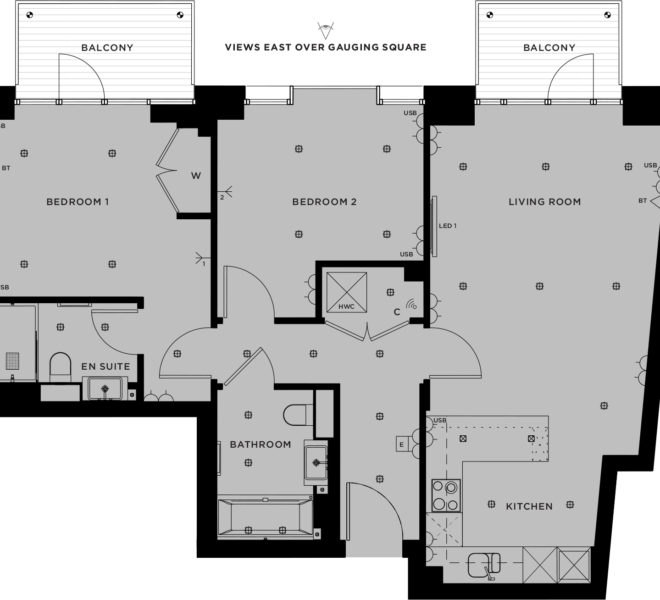 BALCONY
VIEWS EAST OVER GAUGING SQUARE
BALCONY
SB
USB
USB
BT
W
BEDROOM 1
2
BEDROOM 2
LIVING ROOM
BT
LED 1
1
USB
SB
HWC
C
EN SUITE
USB
BATHROOM
E
KITCHEN